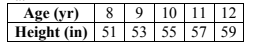 Age (yr) 8 9 10 11 12
Height (in) 51 53 55 57 59